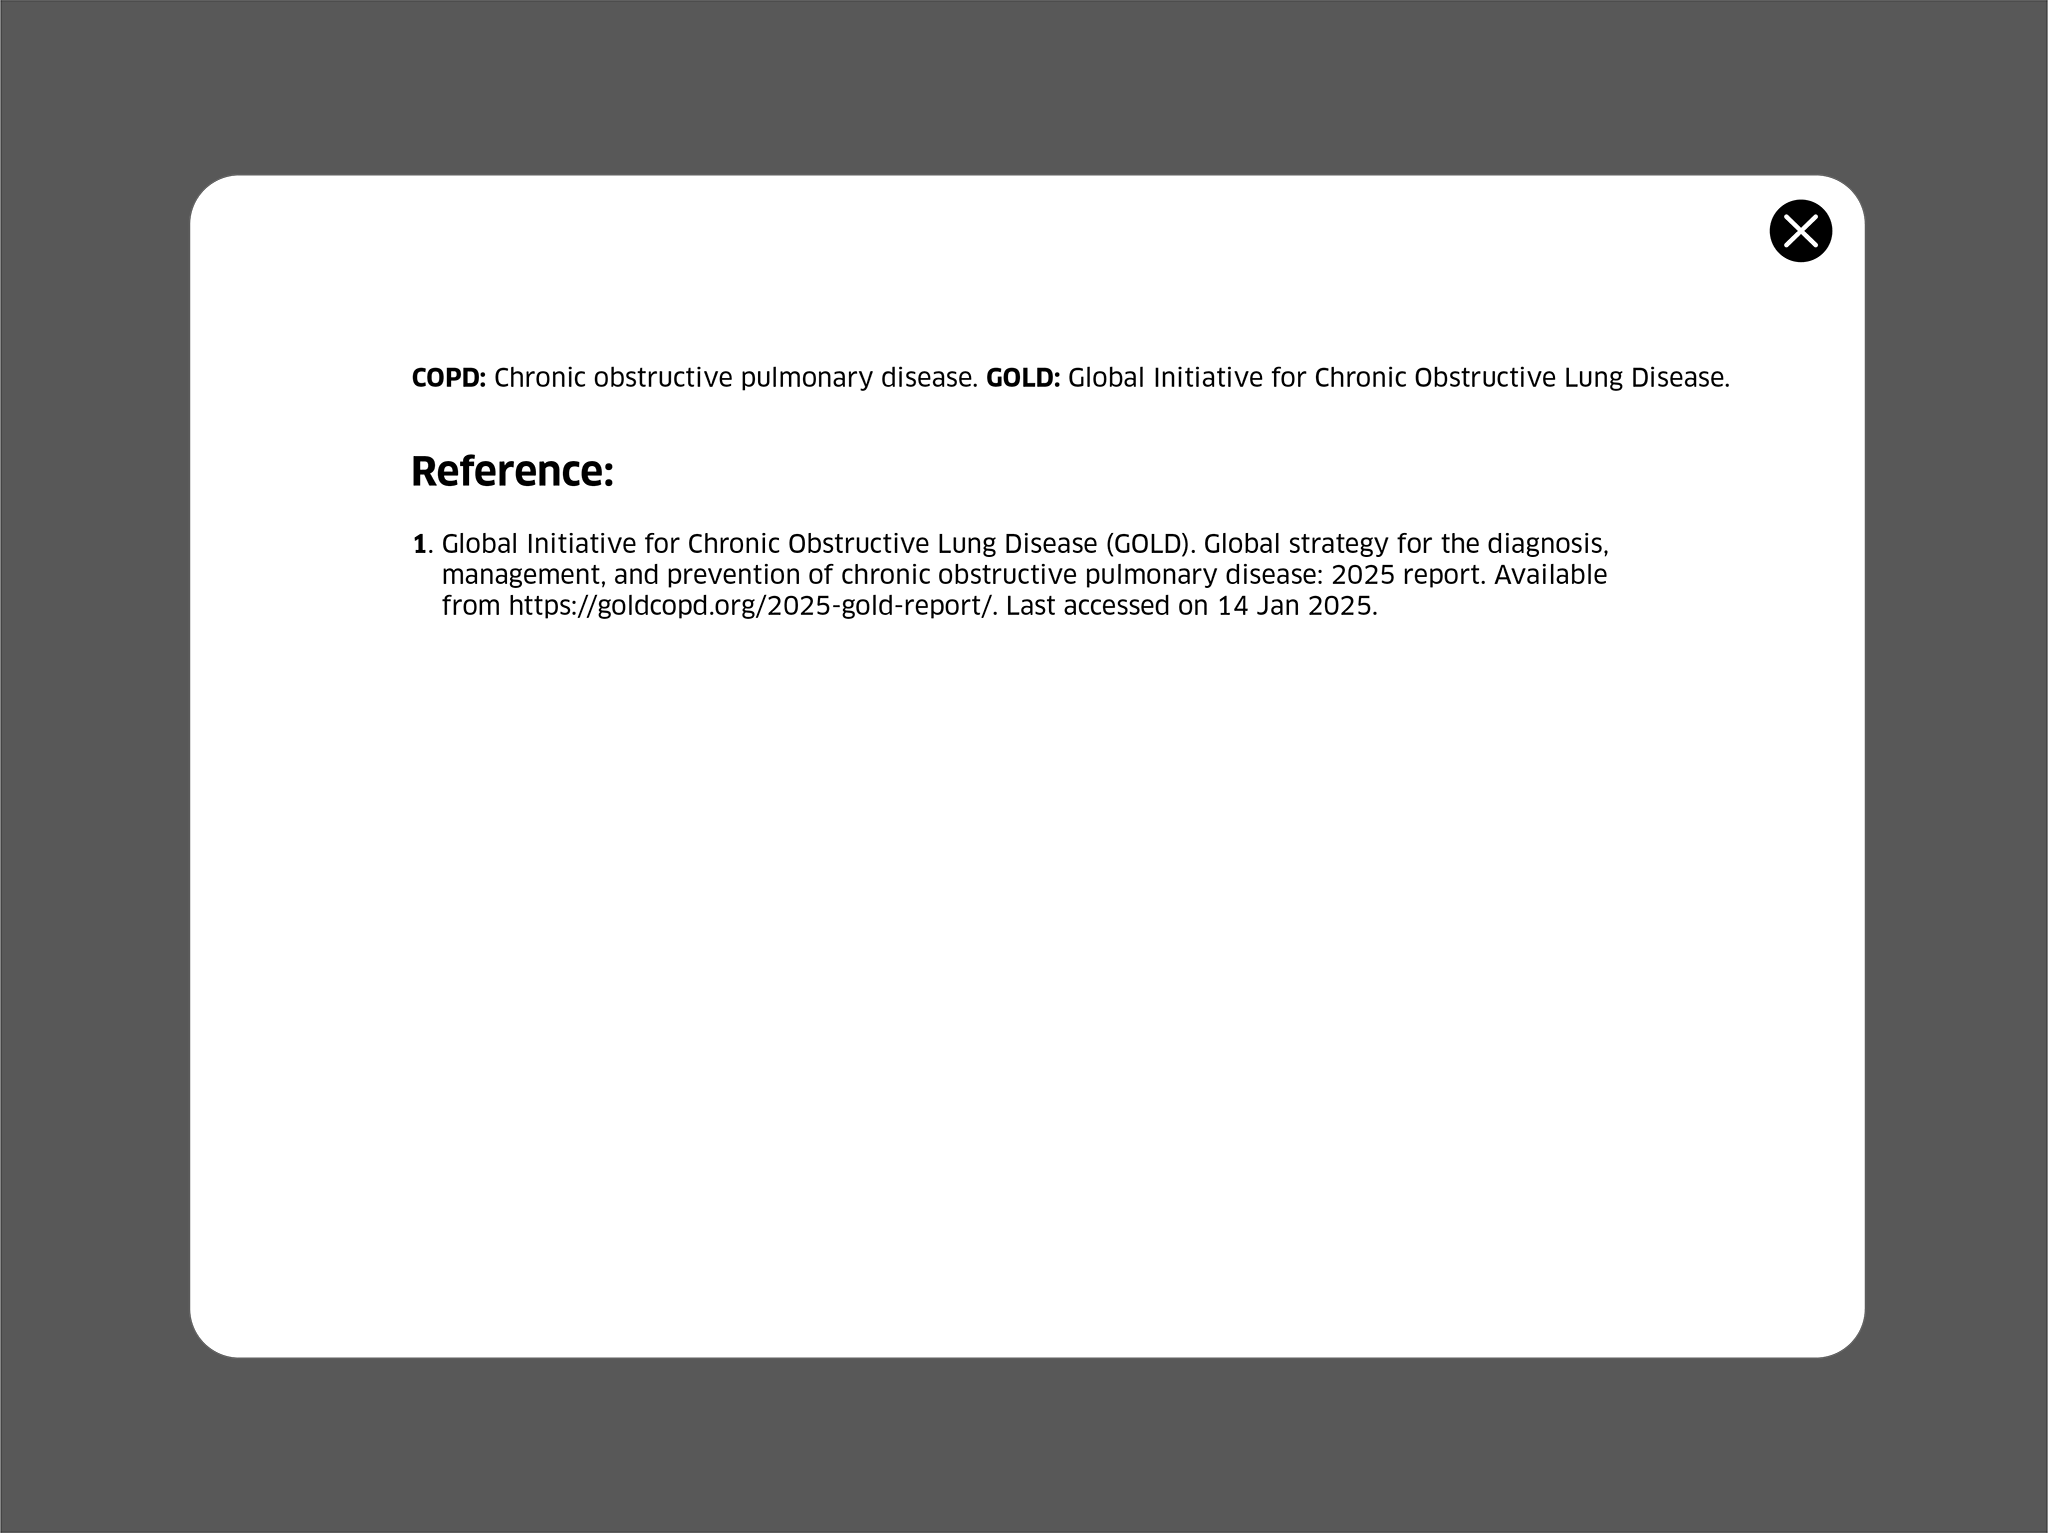 COPD: Chronic obstructive pulmonary disease. GOLD: Global Initiative for Chronic Obstructive Lung Disease.
Reference:
1. Global Initiative for Chronic Obstructive Lung Disease (GOLD). Global strategy for the diagnosis,
management, and prevention of chronic obstructive pulmonary disease: 2025 report. Available
from https://goldcopd.org/2025-gold-report/. Last accessed on 14 Jan 2025.